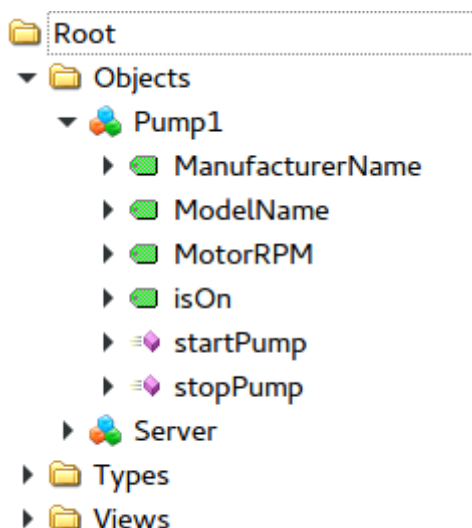 Root
Objects
Pump1
ManufacturerName
ModelName
MotorRPM
isOn
startPump
stopPump
Server
Types
Views